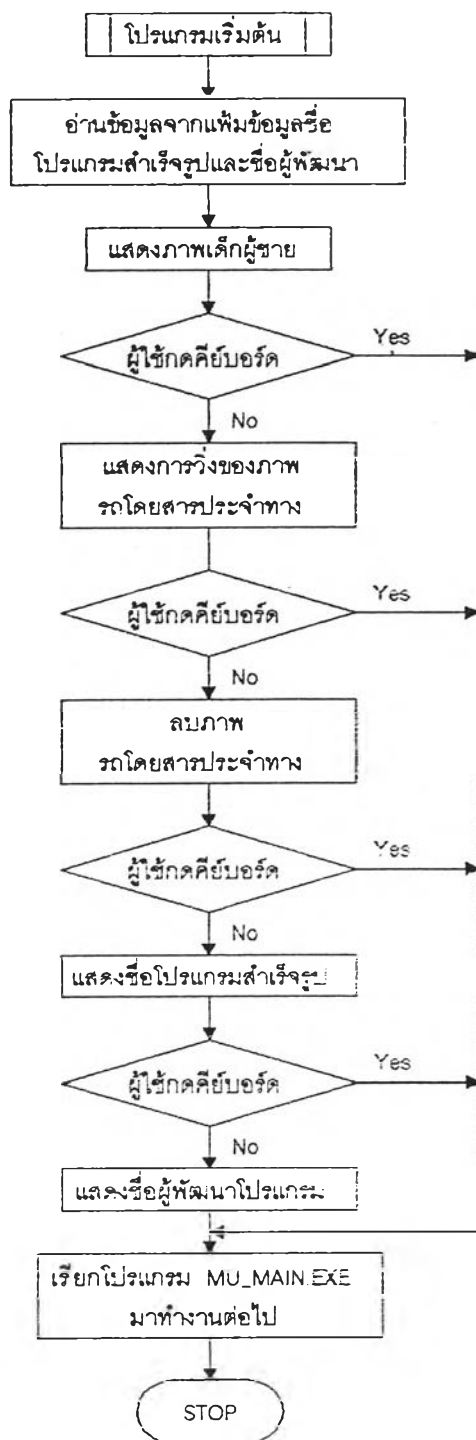 โปรแกรมเริ่มต้น
อ่านข้อมูลจากแฟ้มข้อมูลชื่อ
โปรแกรมสำเร็จรูปและชื่อผู้พัฒนา
แสดงภาพเด็กผู้ชาย
ผู้ใช้กดคีย์บอร์ด
Yes
No
แสดงการวิ่งของภาพ
รถโดยสารประจำทาง
ผู้ใช้กดคีย์บอร์ด
Yes
No
ลบภาพ
รถโดยสารประจำทาง
ผู้ใช้กดคีย์บอร์ด
Yes
No
แสดงชื่อโปรแกรมสำเร็จรูป
ผู้ใช้กดคีย์บอร์ด
Yes
No
แสดงชื่อผู้พัฒนาโปรแกรม
เรียกโปรแกรม MU_MAIN.EXE
มาทำงานต่อไป
STOP